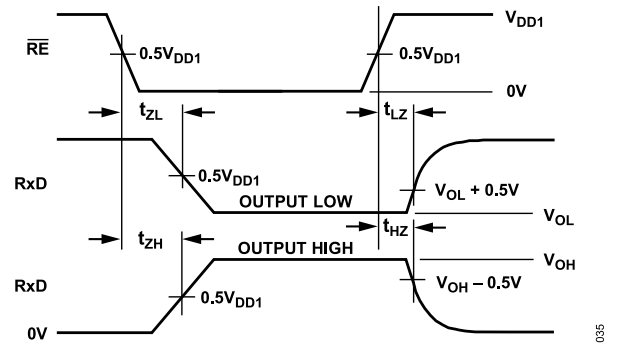 V_DD1
RE
0.5V_DD1
0.5V_DD1
0V
t_ZL
t_LZ
RxD
0.5V_DD1
OUTPUT LOW
V_OL + 0.5V
V_OL
t_ZH
OUTPUT HIGH
t_HZ
V_OH
RxD
0.5V_DD1
V_OH – 0.5V
0V
035